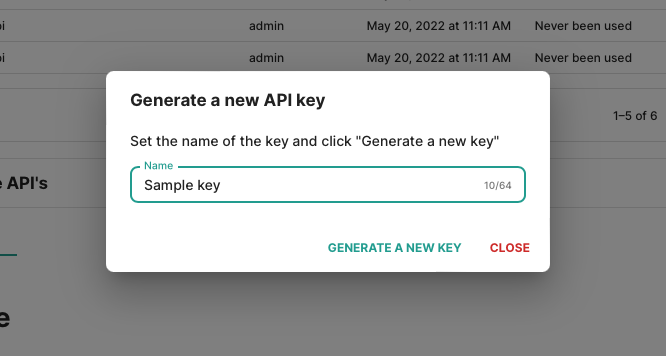 admin May 20, 2022 at 11:11 AM Never been used
admin May 20, 2022 at 11:11 AM Never been used
1–5 of 6
Generate a new API key
Set the name of the key and click "Generate a new key"
Name
Sample key 10/64
GENERATE A NEW KEY CLOSE
API's